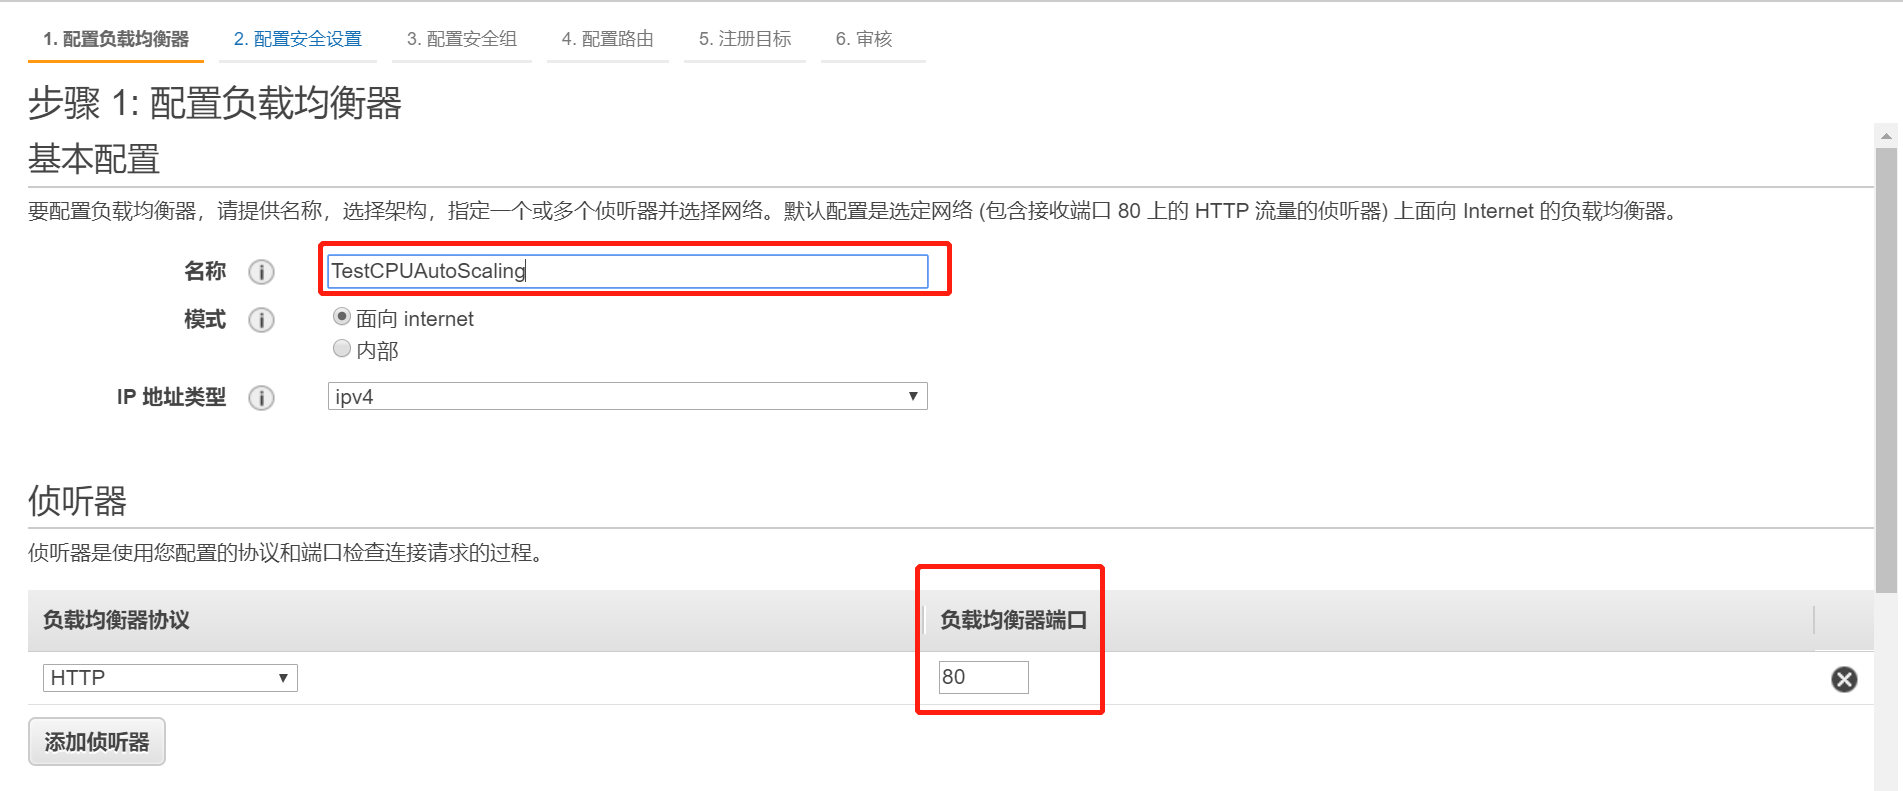 1. 配置负载均衡器 2. 配置安全设置 3. 配置安全组 4. 配置路由 5. 注册目标 6. 审核
步骤 1: 配置负载均衡器
基本配置
要配置负载均衡器，请提供名称，选择架构，指定一个或多个侦听器并选择网络。默认配置是选定网络 (包含接收端口 80 上的 HTTP 流量的侦听器) 上面向 Internet 的负载均衡器。
名称 TestCPUAutoScaling
模式 面向 internet
内部
IP 地址类型 ipv4
侦听器
侦听器是使用您配置的协议和端口检查连接请求的过程。
负载均衡器协议 负载均衡器端口
HTTP 80
添加侦听器